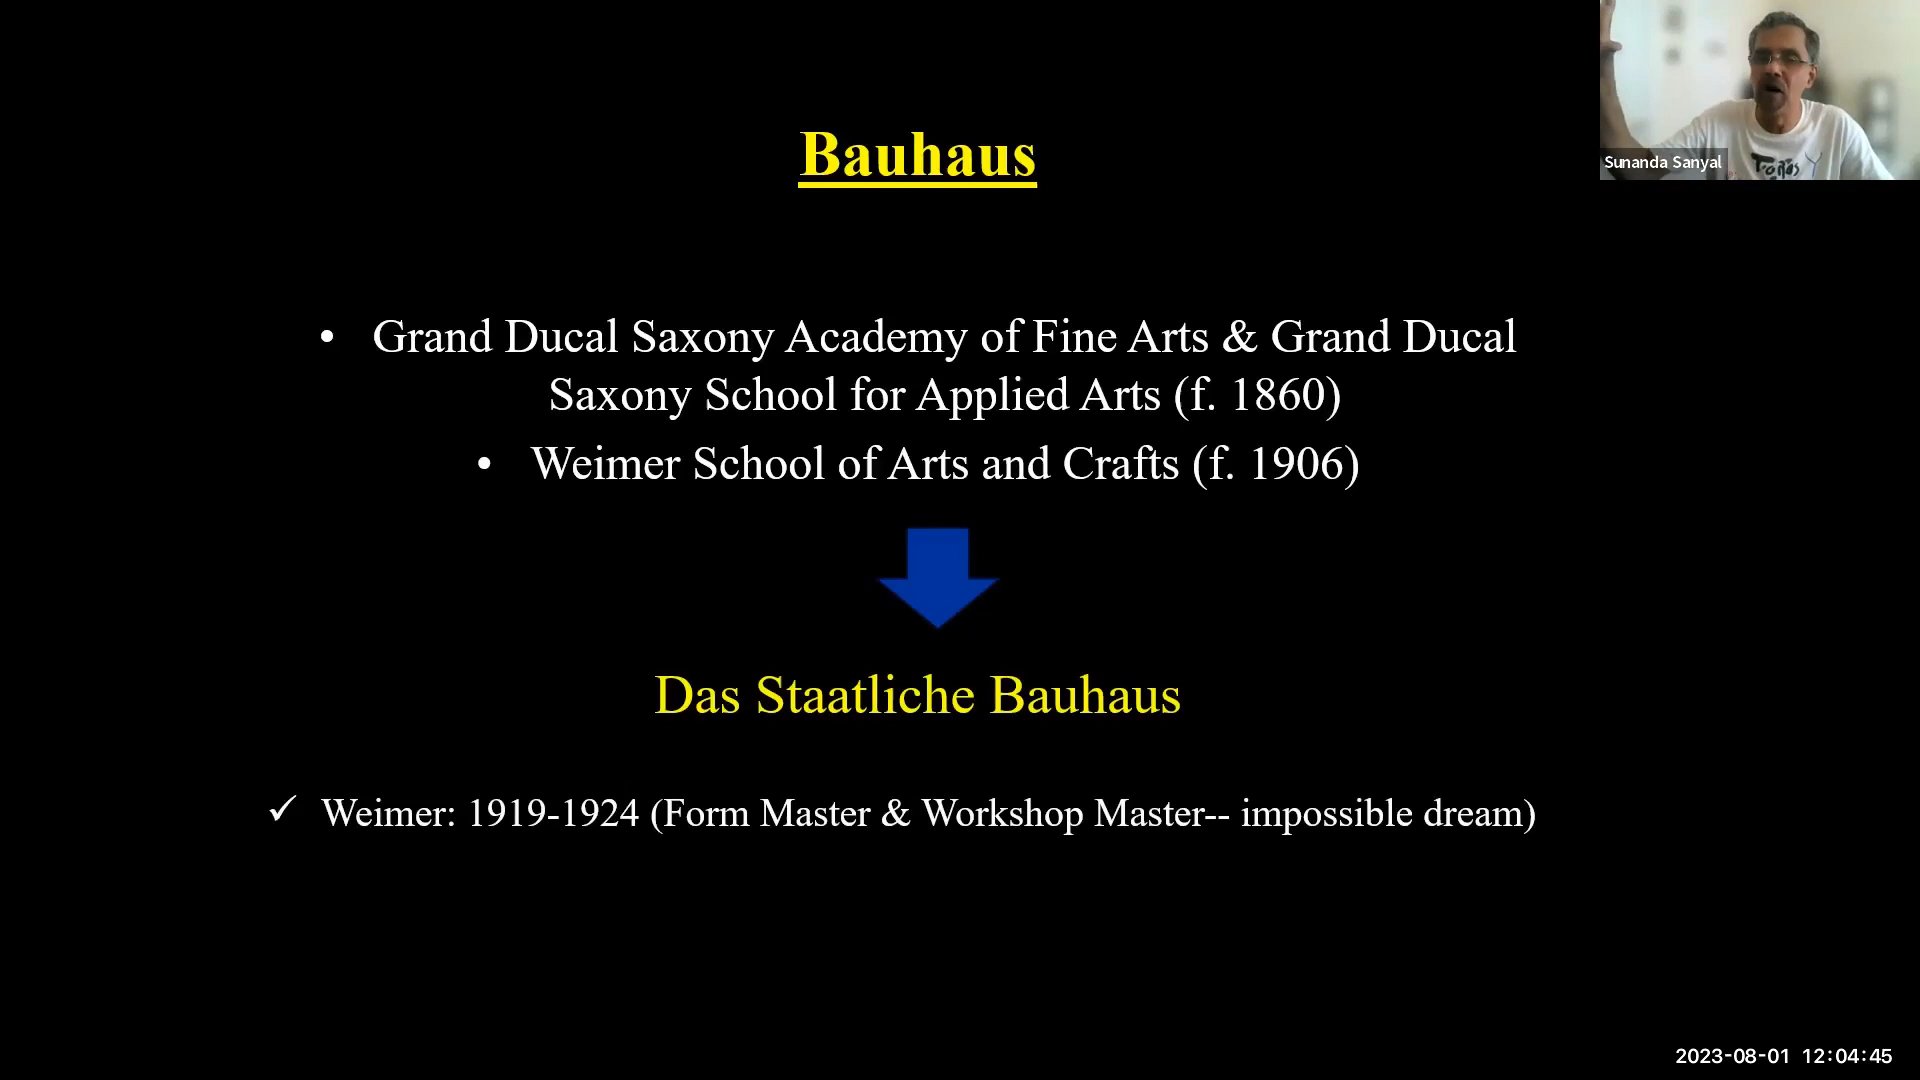 Bauhaus
Sunanda Sanyal
• Grand Ducal Saxony Academy of Fine Arts & Grand Ducal
Saxony School for Applied Arts (f. 1860)
• Weimer School of Arts and Crafts (f. 1906)
Das Staatliche Bauhaus
✓ Weimer: 1919-1924 (Form Master & Workshop Master-- impossible dream)
2023-08-01 12:04:45